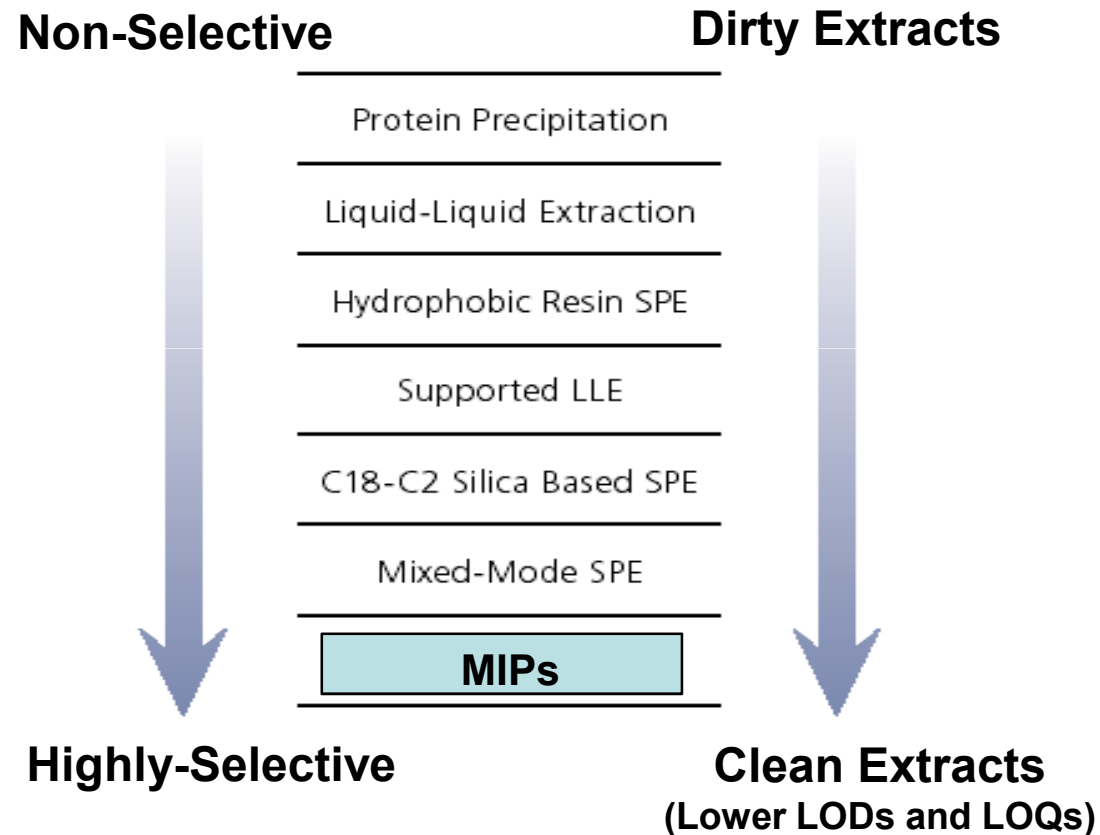 Non-Selective
Dirty Extracts
Protein Precipitation
Liquid-Liquid Extraction
Hydrophobic Resin SPE
Supported LLE
C18-C2 Silica Based SPE
Mixed-Mode SPE
MIPs
Highly-Selective
Clean Extracts
(Lower LODs and LOQs)